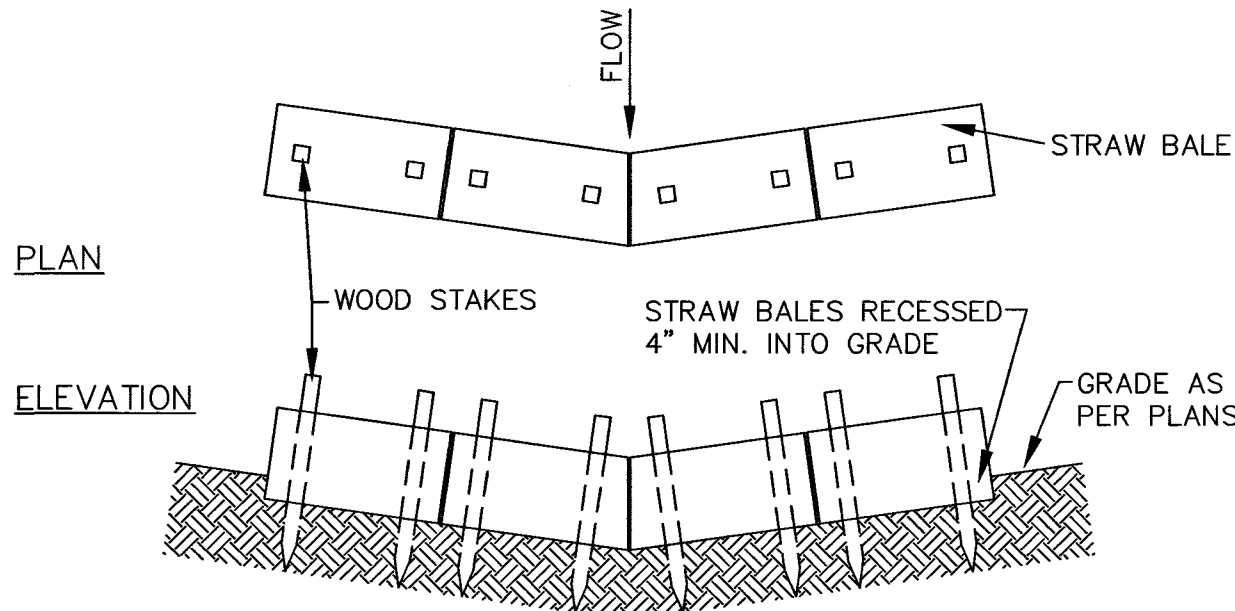 FLOW
STRAW BALE
PLAN
WOOD STAKES
STRAW BALES RECESSED
4” MIN. INTO GRADE
ELEVATION
GRADE AS
PER PLANS